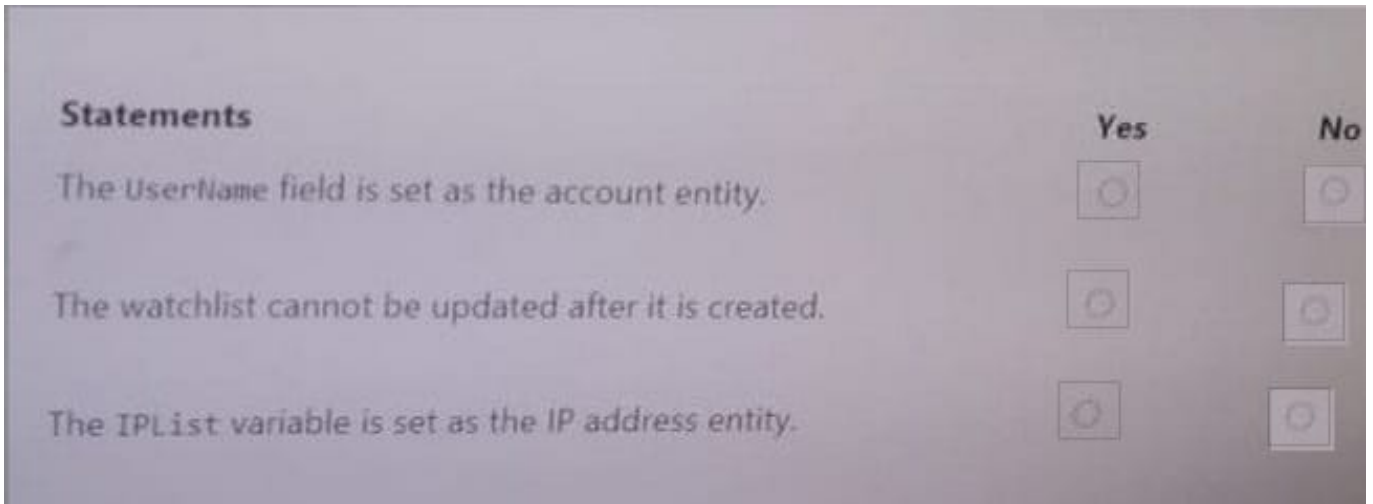 Statements
Yes
No
The UserName field is set as the account entity.
The watchlist cannot be updated after it is created.
The IPList variable is set as the IP address entity.